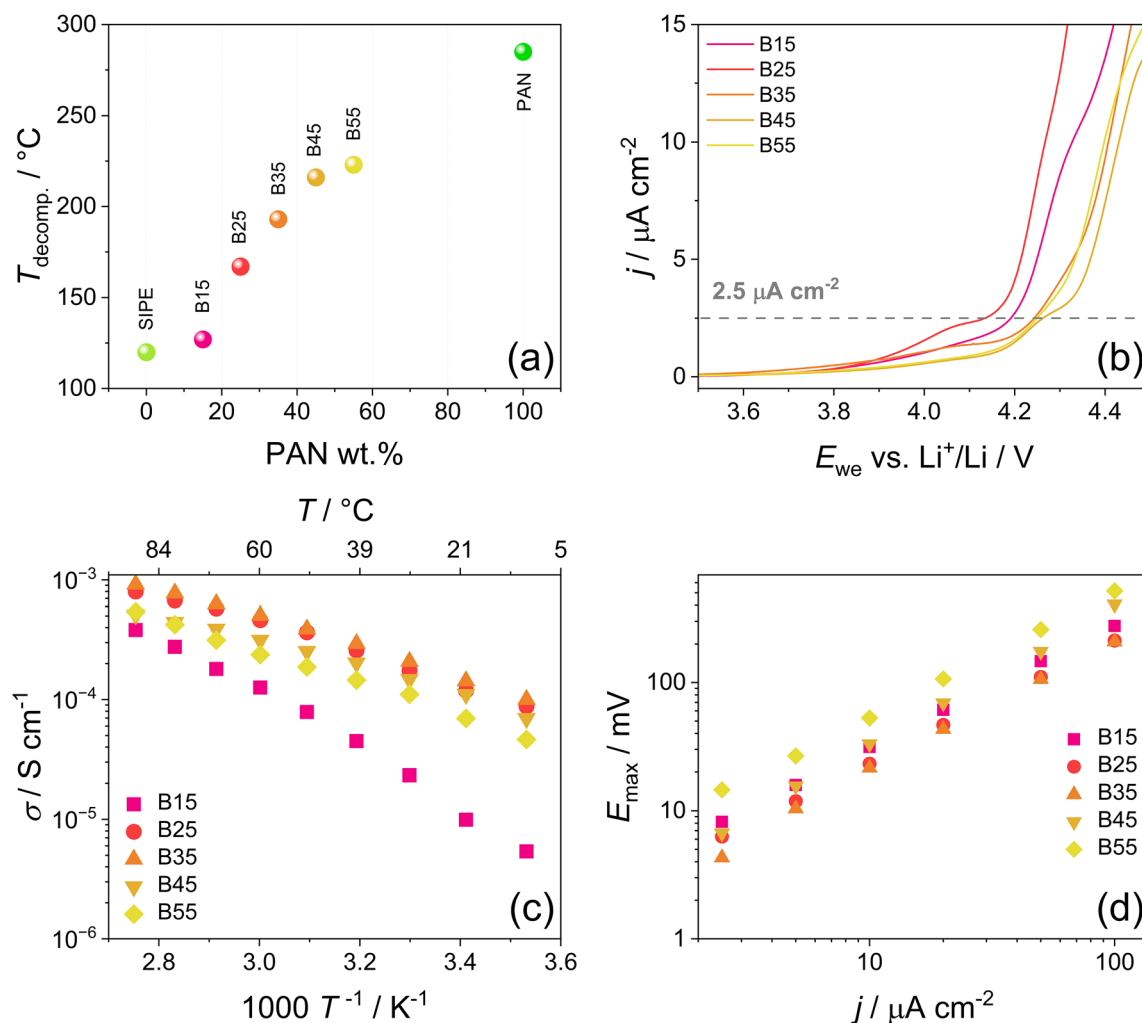 300
250
200
150
100
T decomp. / °C
SIPE
B15
B25
B35
B45
B55
PAN
(a)
0 20 40 60 80 100
PAN wt.%
15
10
5
0
j / μA cm⁻²
B15
B25
B35
B45
B55
2.5 μA cm⁻²
(b)
3.6 3.8 4.0 4.2 4.4
E we vs. Li⁺/Li / V
T / °C
84 60 39 21 5
10⁻³
10⁻⁴
10⁻⁵
10⁻⁶
σ / S cm⁻¹
B15
B25
B35
B45
B55
(c)
2.8 3.0 3.2 3.4 3.6
1000 T ⁻¹ / K⁻¹
100
10
1
E max / mV
B15
B25
B35
B45
B55
(d)
10 100
j / μA cm⁻²